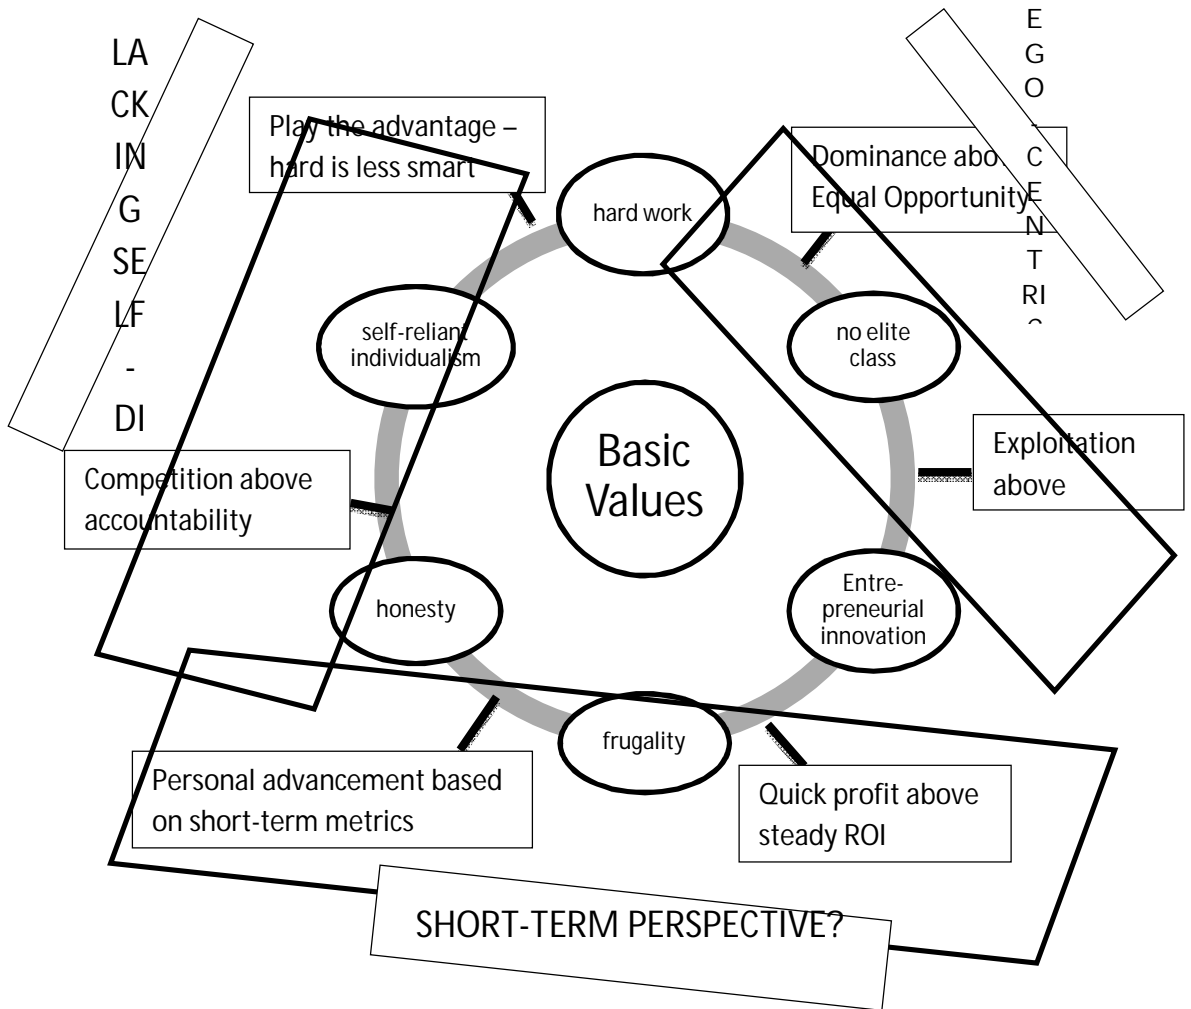 LA
CK
IN
G
SE
LF
-
DI
E
G
O
-
C
E
N
T
RI
Play the advantage –
hard is less smart
Dominance abo
Equal Opportunity
hard work
self-reliant
individualism
no elite
class
Basic
Values
Exploitation
above
Competition above
accountability
honesty
Entre-
preneurial
innovation
frugality
Personal advancement based
on short-term metrics
Quick profit above
steady ROI
SHORT-TERM PERSPECTIVE?